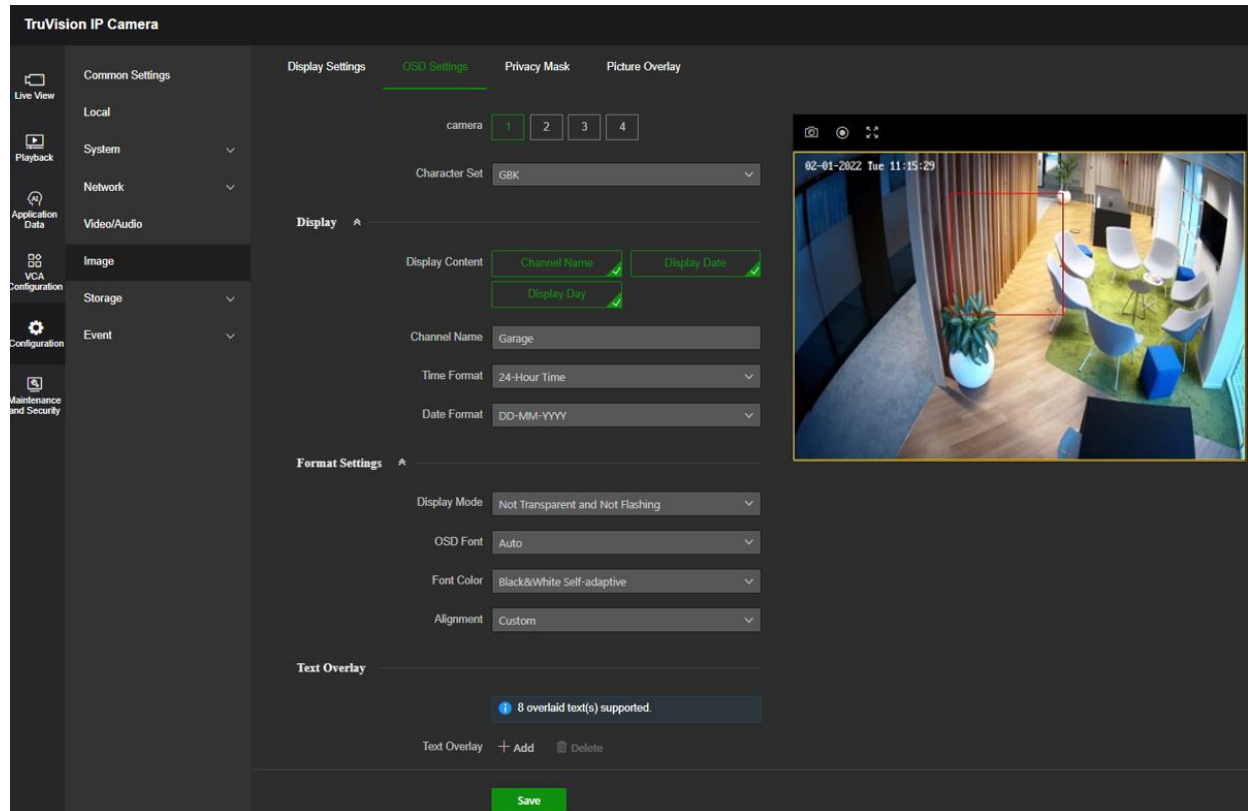 TruVision IP Camera
Live View
Playback
Application
Data
VCA
Configuration
Configuration
Maintenance
and Security
Common Settings
Local
System
Network
Video/Audio
Image
Storage
Event
Display Settings OSD Settings Privacy Mask Picture Overlay
camera 1 2 3 4
Character Set GBK
Display
Display Content Channel Name Display Date
Display Day
Channel Name Garage
Time Format 24-Hour Time
Date Format DD-MM-YYYY
Format Settings
Display Mode Not Transparent and Not Flashing
OSD Font Auto
Font Color Black&White Self-adaptive
Alignment Custom
Text Overlay
8 overlaid text(s) supported.
Text Overlay Add Delete
Save
02-01-2022 Tue 11:15:29